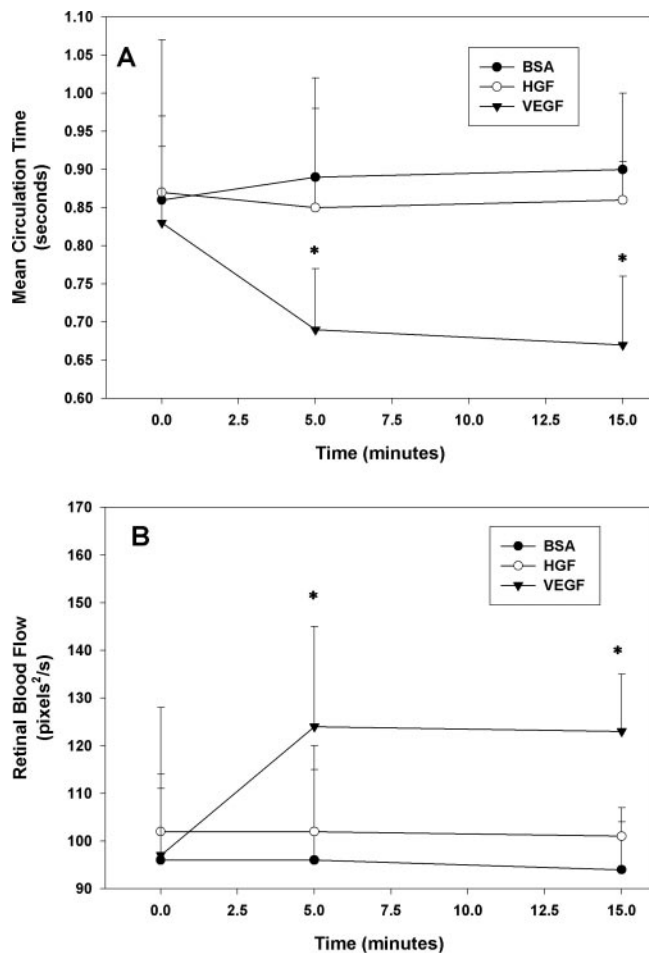 A
BSA
HGF
VEGF
1.10
1.05
1.00
0.95
0.90
0.85
0.80
0.75
0.70
0.65
0.60
Mean Circulation Time
(seconds)
*
*
0.0 2.5 5.0 7.5 10.0 12.5 15.0
Time (minutes)
B
BSA
HGF
VEGF
170
160
150
140
130
120
110
100
90
Retinal Blood Flow
(pixels²/s)
*
*
0.0 2.5 5.0 7.5 10.0 12.5 15.0
Time (minutes)